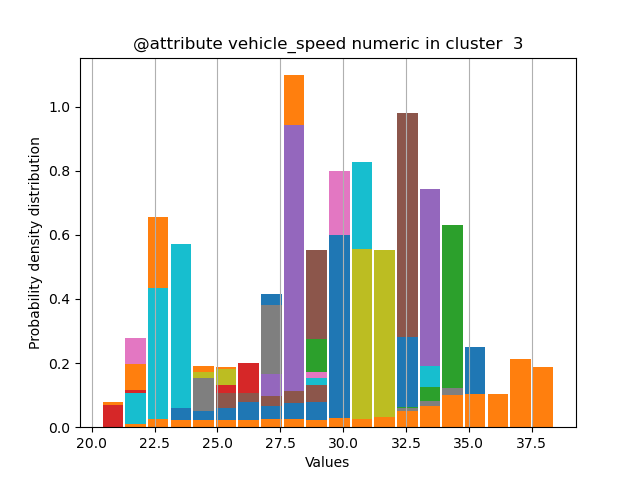 @attribute vehicle_speed numeric in cluster  3
Probability density distribution
1.0
0.8
0.6
0.4
0.2
0.0
20.0 22.5 25.0 27.5 30.0 32.5 35.0 37.5
Values